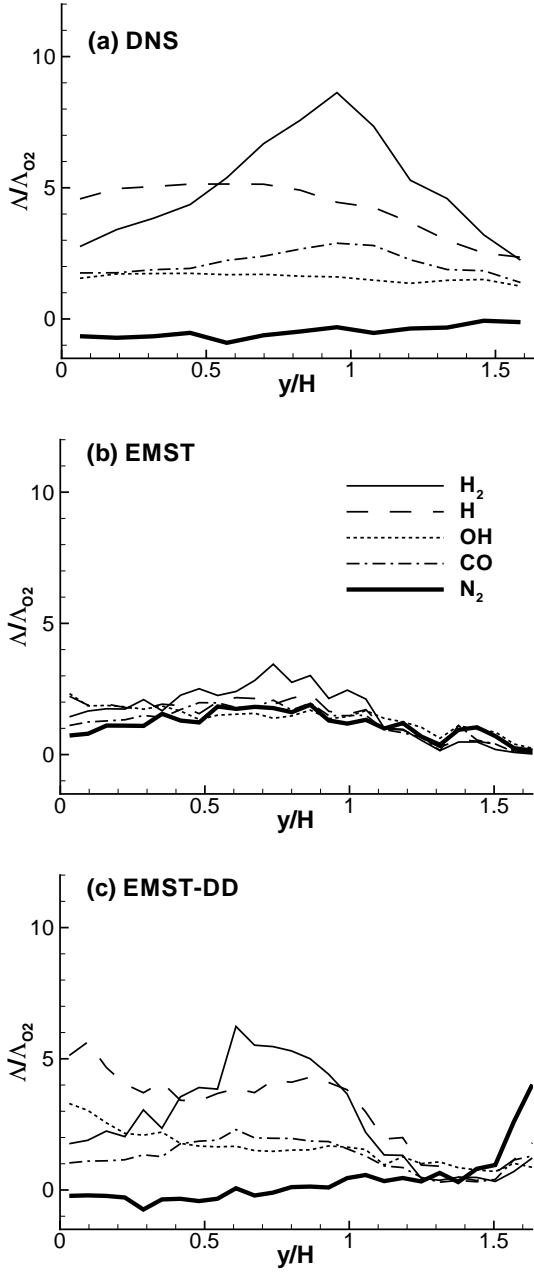 (a) DNS
10
5
0
Λ/Λ_O2
0 0.5 1 1.5
y/H
(b) EMST
H2
H
OH
CO
N2
10
5
0
Λ/Λ_O2
0 0.5 1 1.5
y/H
(c) EMST-DD
10
5
0
Λ/Λ_O2
0 0.5 1 1.5
y/H